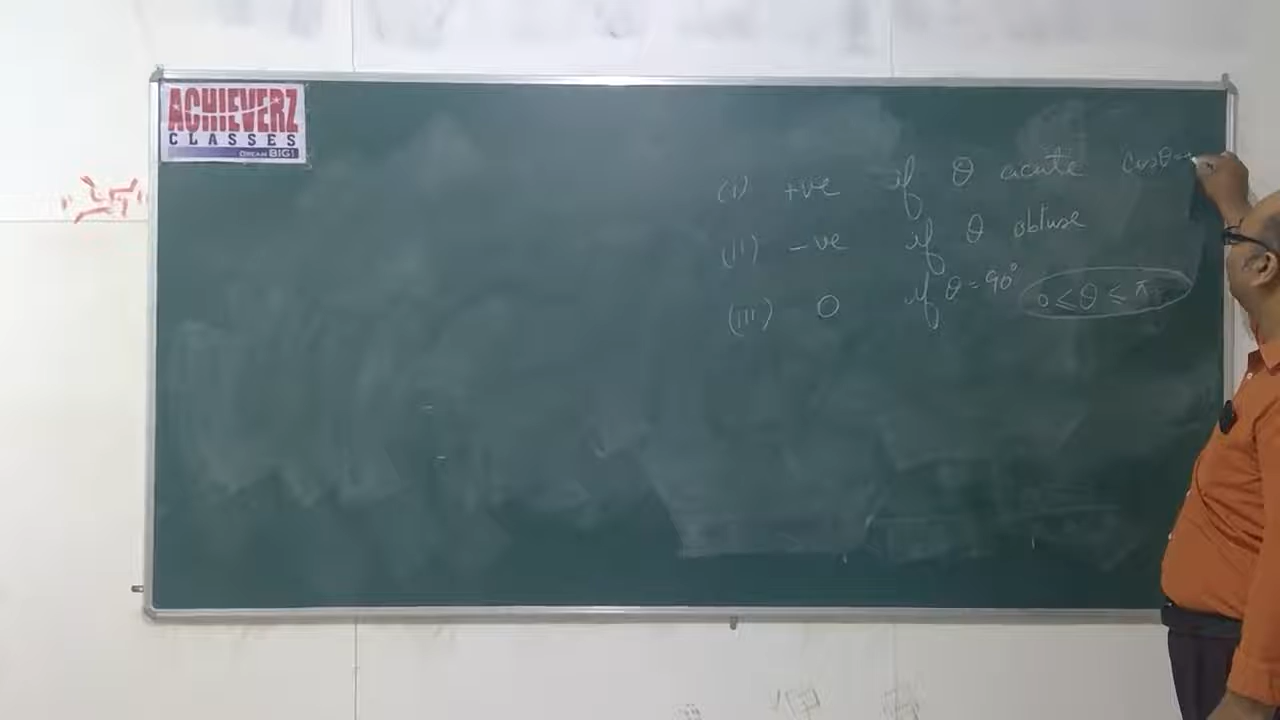 ACHIEVERZ
CLASSES
DREAM BIG!
(i) +ve if θ acute Cosθ→
(ii) -ve if θ obtuse
(iii) 0 if θ = 90° 0 ≤ θ ≤ π